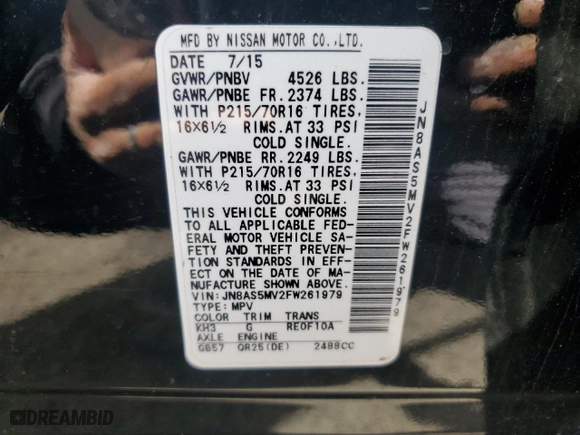 MFD BY NISSAN MOTOR CO.,LTD.
DATE 7/15
GVWR/PNBV 4526 LBS.
GAWR/PNBE FR. 2374 LBS.
WITH P215/70R16 TIRES,
16X6½ RIMS. AT 33 PSI
COLD SINGLE.
GAWR/PNBE RR. 2249 LBS.
WITH P215/70R16 TIRES,
16X6½ RIMS. AT 33 PSI
COLD SINGLE.
THIS VEHICLE CONFORMS
TO ALL APPLICABLE FED-
ERAL MOTOR VEHICLE SA-
FETY AND THEFT PREVEN-
TION STANDARDS IN EFF-
ECT ON THE DATE OF MA-
NUFACTURE SHOWN ABOVE.
VIN: JN8AS5MV2FW261979
TYPE: MPV
COLOR TRIM TRANS
KH3 G RE0F10A
AXLE ENGINE
GB57 QR25(DE) 2488CC
JN8AS5MV2FW261979
DREAMBID